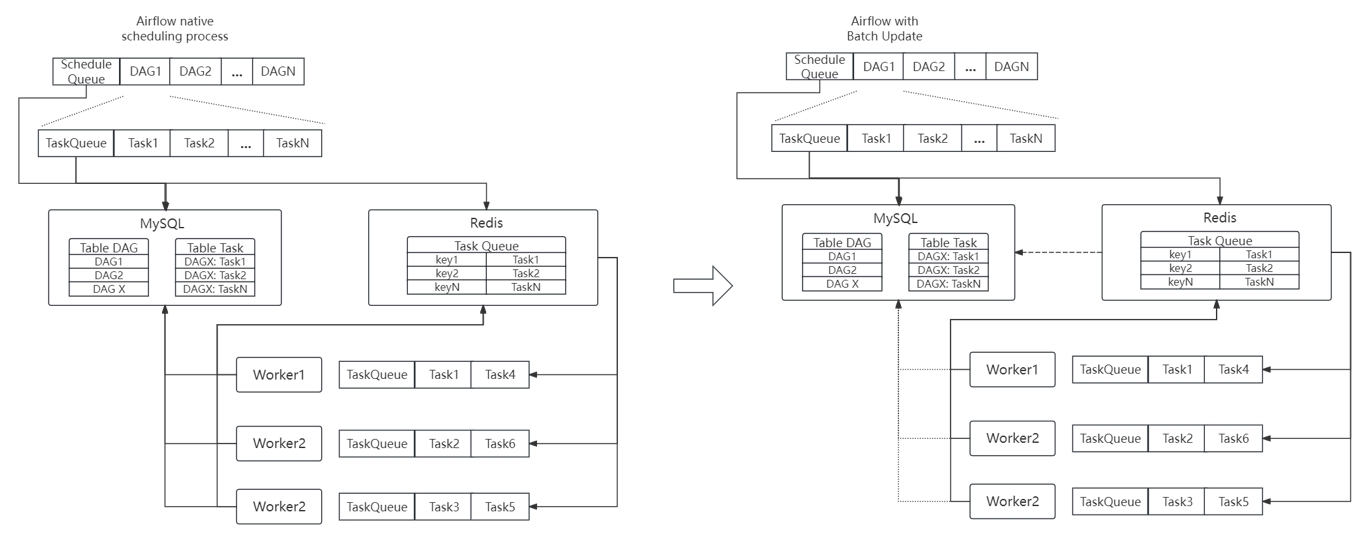 Airflow native
scheduling process
Schedule
Queue
DAG1
DAG2
...
DAGN
TaskQueue
Task1
Task2
...
TaskN
MySQL
Table DAG
DAG1
DAG2
DAG X
Table Task
DAGX: Task1
DAGX: Task2
DAGX: TaskN
Redis
Task Queue
key1 Task1
key2 Task2
keyN TaskN
Worker1
TaskQueue
Task1
Task4
Worker2
TaskQueue
Task2
Task6
Worker2
TaskQueue
Task3
Task5
Airflow with
Batch Update
Schedule
Queue
DAG1
DAG2
...
DAGN
TaskQueue
Task1
Task2
...
TaskN
MySQL
Table DAG
DAG1
DAG2
DAG X
Table Task
DAGX: Task1
DAGX: Task2
DAGX: TaskN
Redis
Task Queue
key1 Task1
key2 Task2
keyN TaskN
Worker1
TaskQueue
Task1
Task4
Worker2
TaskQueue
Task2
Task6
Worker2
TaskQueue
Task3
Task5